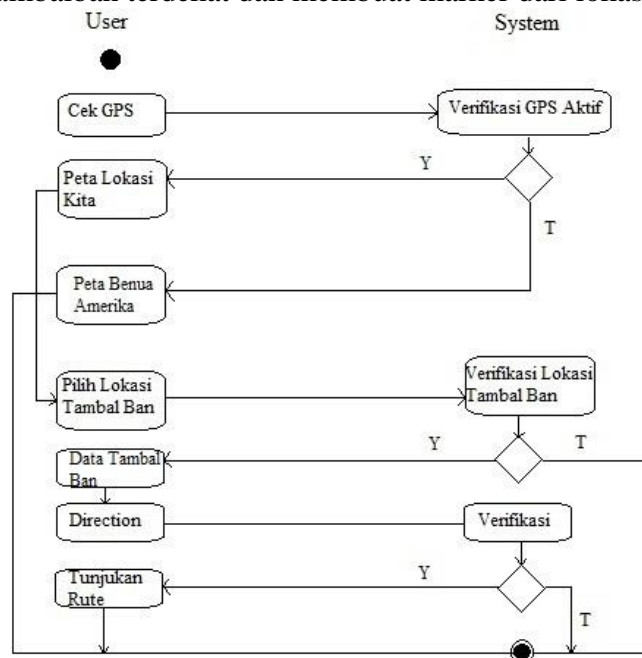 User
System
Cek GPS
Verifikasi GPS Aktif
Y
Peta Lokasi
Kita
T
Peta Benua
Amerika
Pilih Lokasi
Tambal Ban
Verifikasi Lokasi
Tambal Ban
Y
T
Data Tambal
Ban
Direction
Verifikasi
Y
Tunjukan
Rute
T